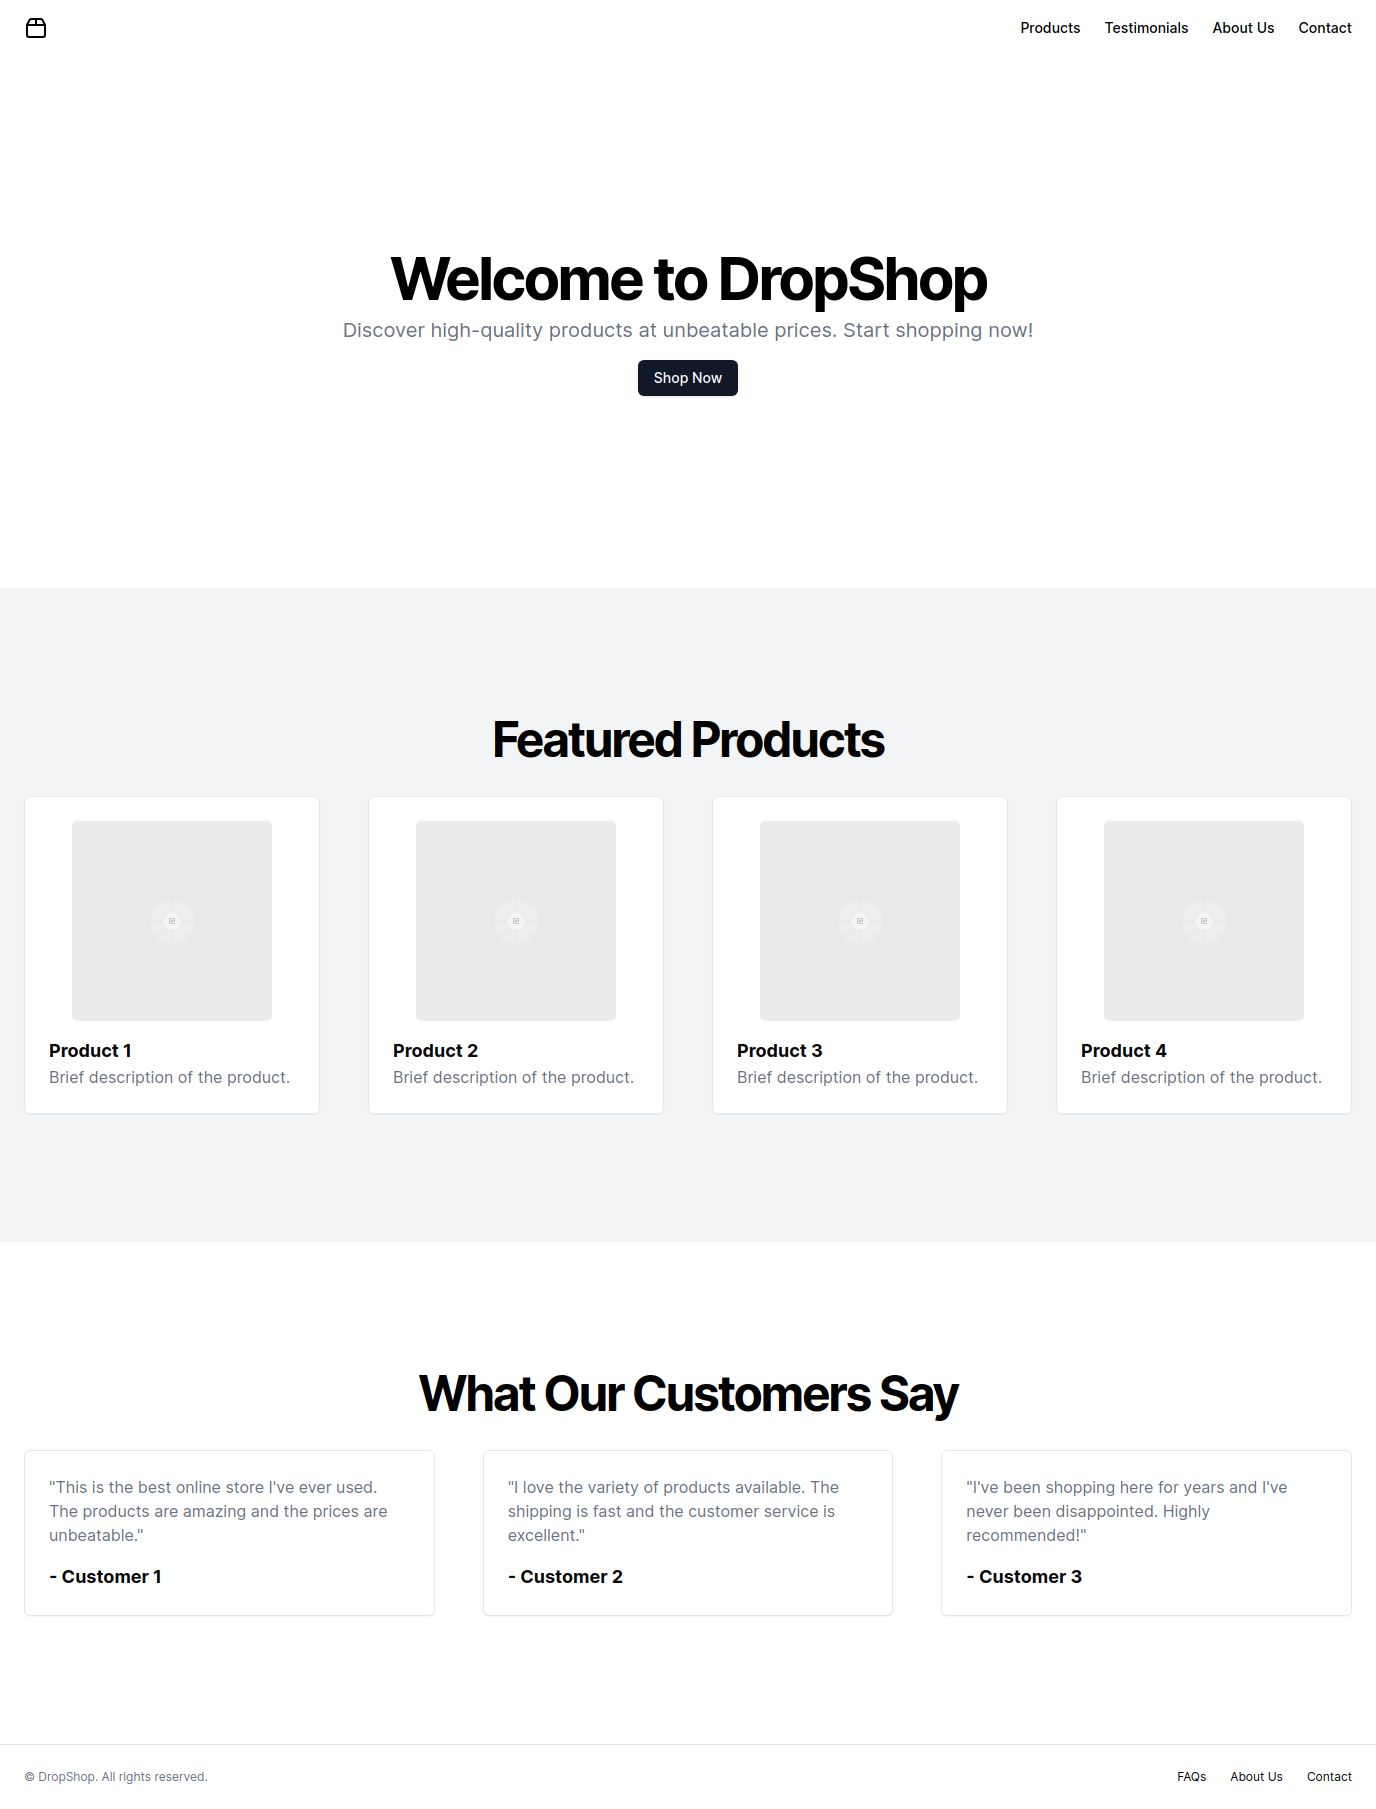 Products Testimonials About Us Contact
Welcome to DropShop
Discover high-quality products at unbeatable prices. Start shopping now!
Shop Now
Featured Products
Product 1
Brief description of the product.
Product 2
Brief description of the product.
Product 3
Brief description of the product.
Product 4
Brief description of the product.
What Our Customers Say
"This is the best online store I've ever used.
The products are amazing and the prices are
unbeatable."
- Customer 1
"I love the variety of products available. The
shipping is fast and the customer service is
excellent."
- Customer 2
"I've been shopping here for years and I've
never been disappointed. Highly
recommended!"
- Customer 3
© DropShop. All rights reserved.
FAQs About Us Contact